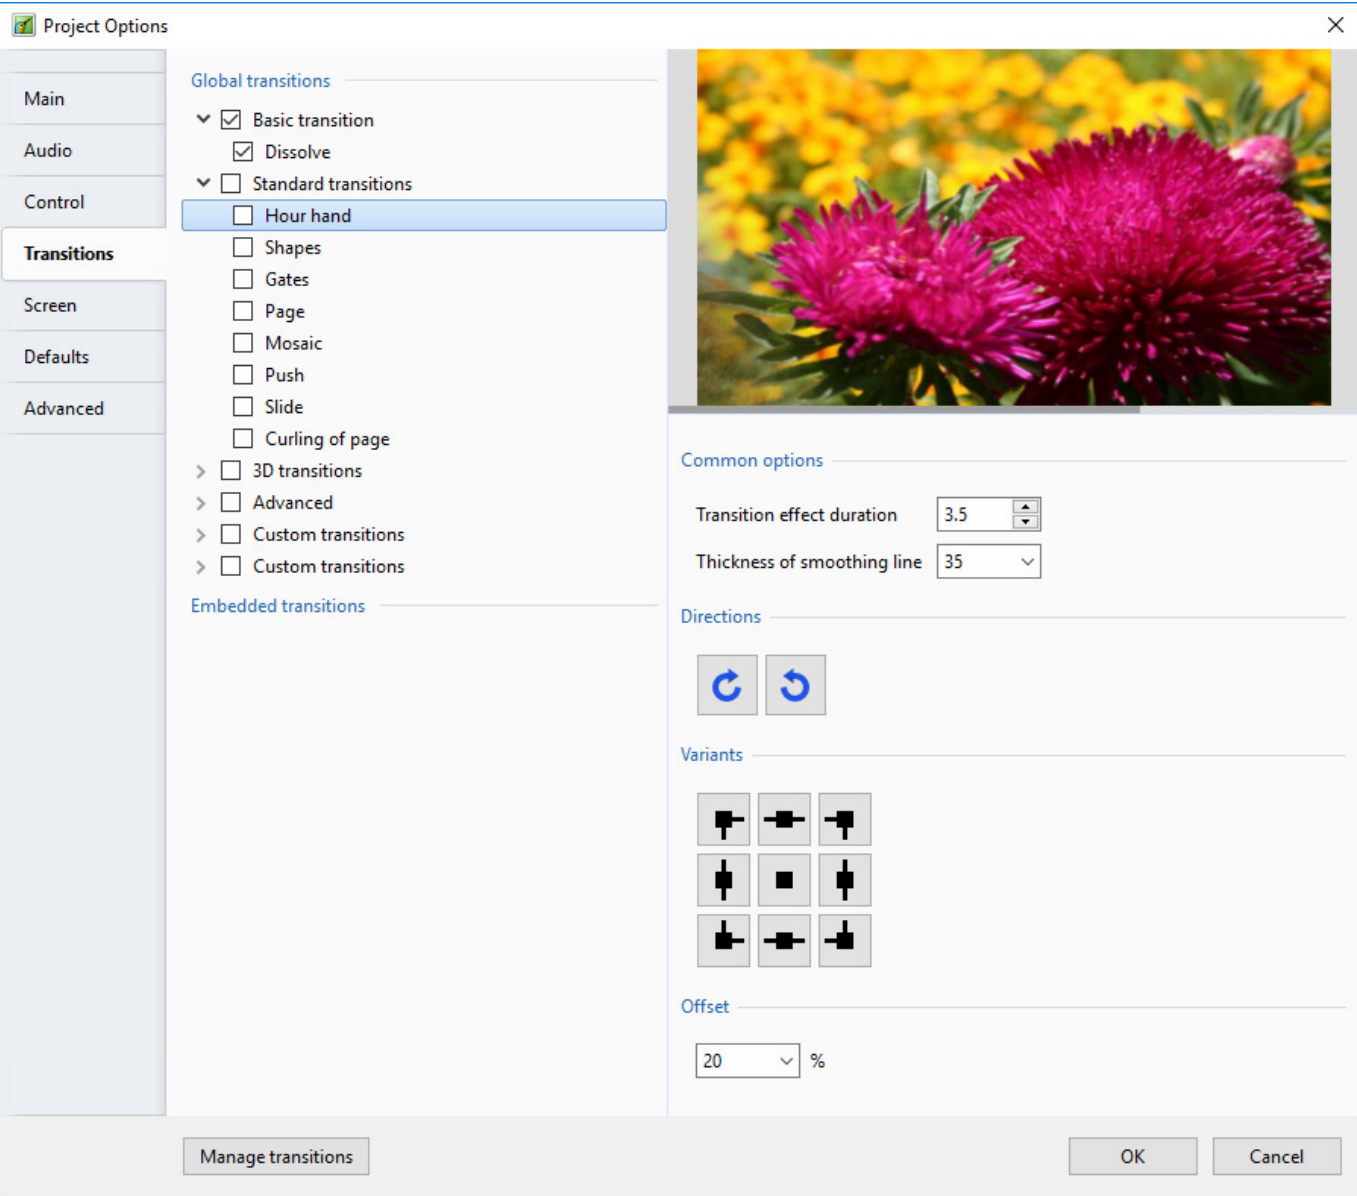 Project Options
Main
Audio
Control
Transitions
Screen
Defaults
Advanced
Global transitions
Basic transition
Dissolve
Standard transitions
Hour hand
Shapes
Gates
Page
Mosaic
Push
Slide
Curling of page
3D transitions
Advanced
Custom transitions
Custom transitions
Embedded transitions
Common options
Transition effect duration 3.5
Thickness of smoothing line 35
Directions
Variants
Offset
20 %
Manage transitions
OK
Cancel